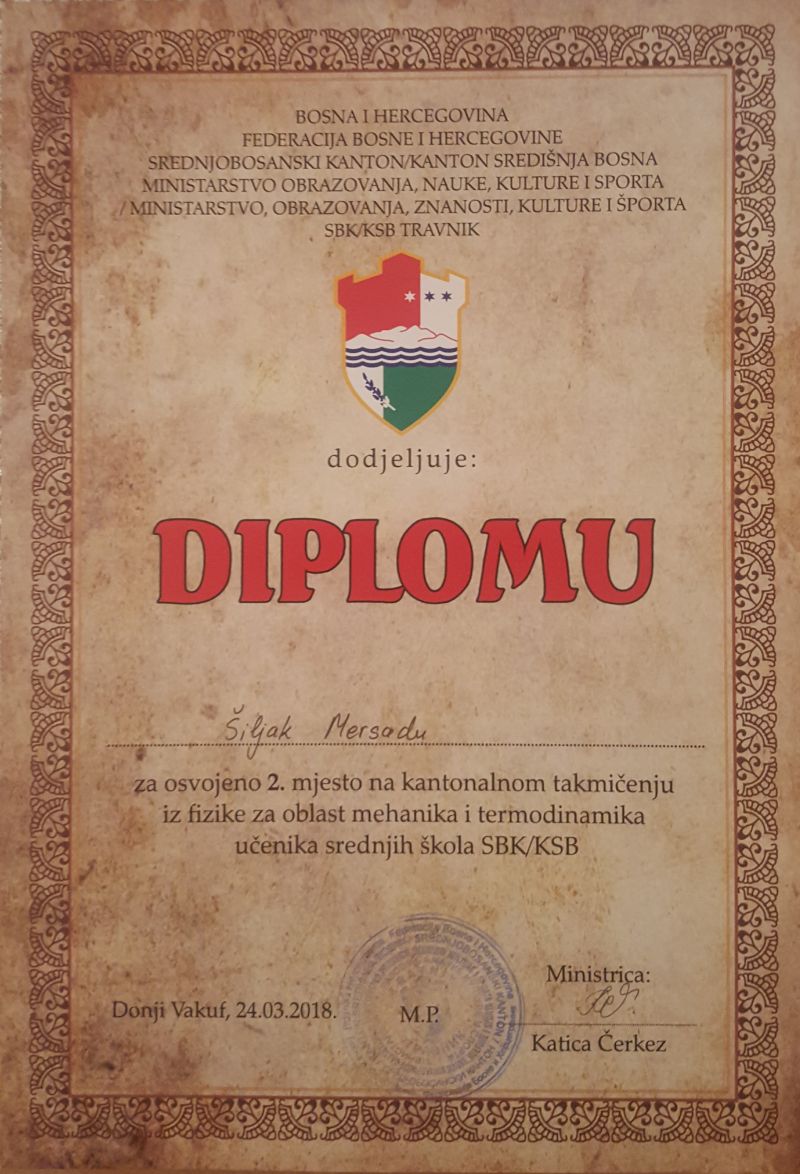 BOSNA I HERCEGOVINA
FEDERACIJA BOSNE I HERCEGOVINE
SREDNJOBOSANSKI KANTON/KANTON SREDIŠNJA BOSNA
MINISTARSTVO OBRAZOVANJA, NAUKE, KULTURE I SPORTA
/ MINISTARSTVO, OBRAZOVANJA, ZNANOSTI, KULTURE I ŠPORTA
SBK/KSB TRAVNIK
dodjeljuje:
DIPLOMU
Šiljak Mersadu
za osvojeno 2. mjesto na kantonalnom takmičenju
iz fizike za oblast mehanika i termodinamika
učenika srednjih škola SBK/KSB
Ministrica:
Donji Vakuf, 24.03.2018.
M.P.
Katica Čerkez